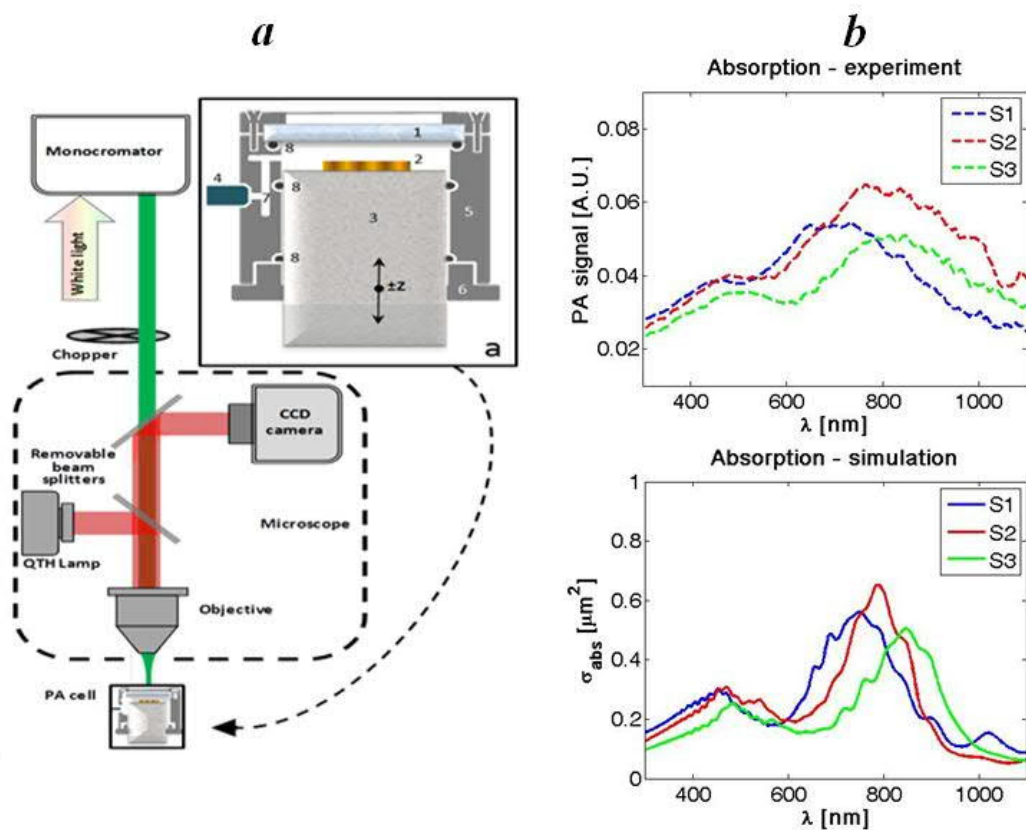 a
Monocromator
White light
Chopper
Removable
beam
splitters
QTH Lamp
CCD
camera
Microscope
Objective
PA cell
1
8
2
4
8
7
3
5
8
±z
6
a
b
Absorption - experiment
PA signal [A.U.]
0.08
0.06
0.04
0.02
S1
S2
S3
400 600 800 1000
λ [nm]
Absorption - simulation
σabs [μm²]
1
0.8
0.6
0.4
0.2
0
S1
S2
S3
400 600 800 1000
λ [nm]